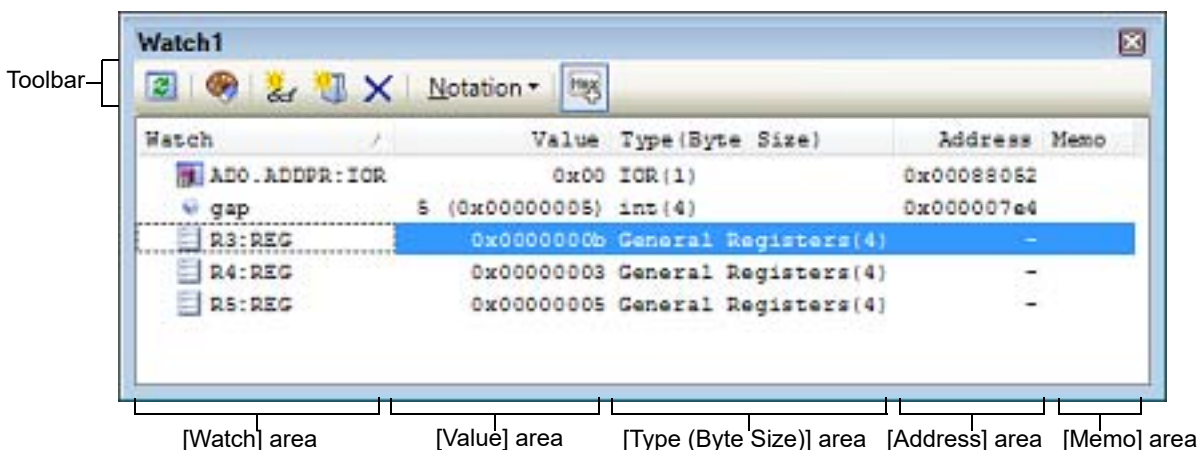 Watch1
Toolbar
Notation
Hex
Watch Value Type(Byte Size) Address Memo
AD0.ADDPR:IOR 0x00 IOR(1) 0x00088052
gap 5 (0x00000005) int(4) 0x000007e4
R3:REG 0x0000000b General Registers(4) -
R4:REG 0x00000003 General Registers(4) -
R5:REG 0x00000005 General Registers(4) -
[Watch] area [Value] area [Type (Byte Size)] area [Address] area [Memo] area